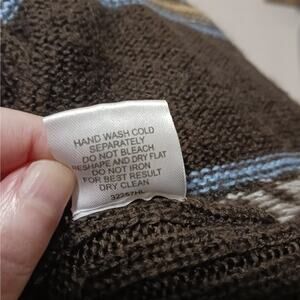 HAND WASH COLD
SEPARATELY
DO NOT BLEACH
RESHAPE AND DRY FLAT
DO NOT IRON
FOR BEST RESULT
DRY CLEAN
32257HL